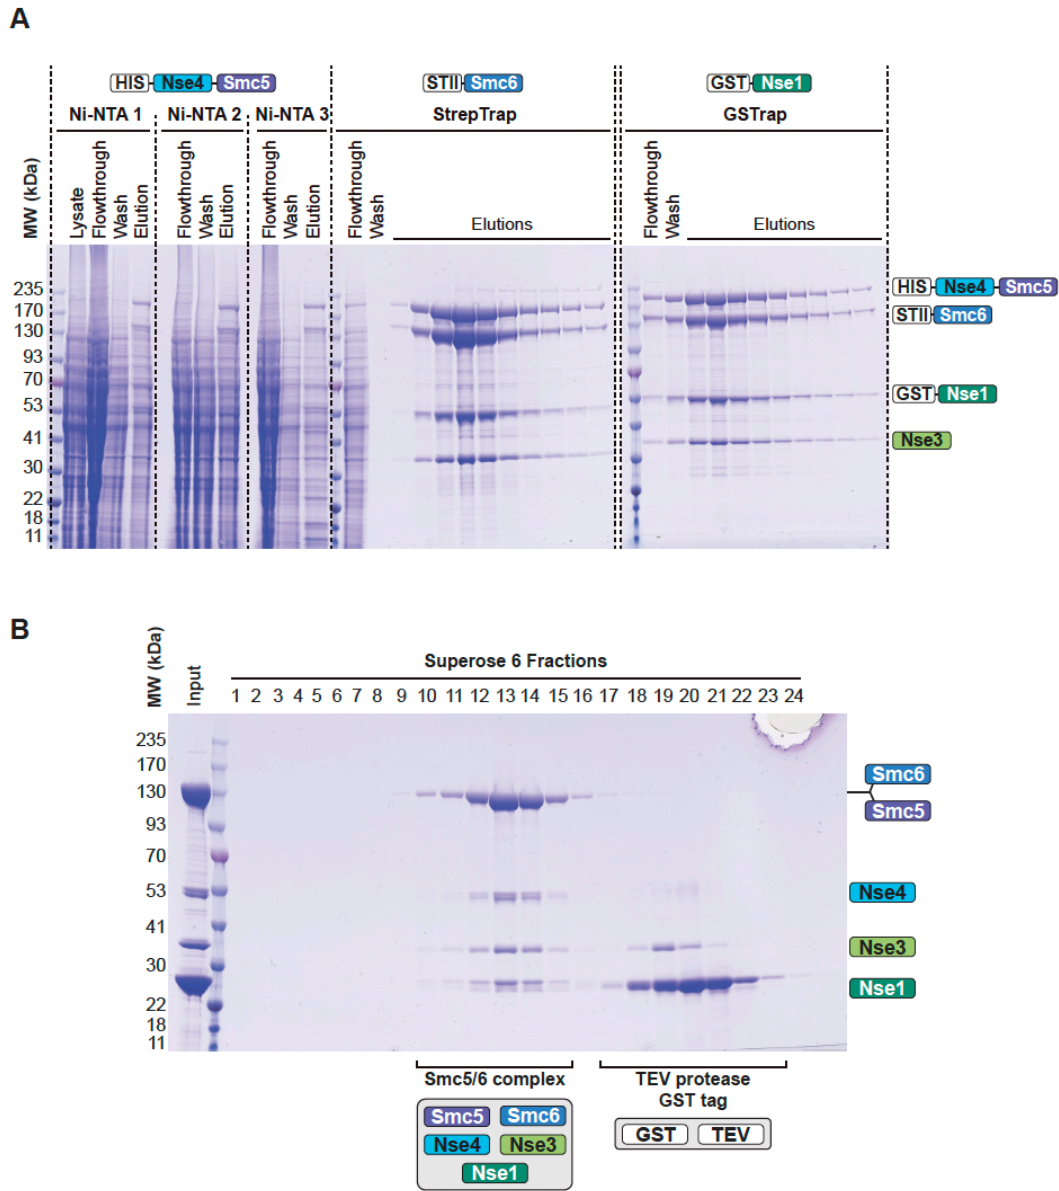 A
HIS Nse4 Smc5
STII Smc6
GST Nse1
Ni-NTA 1 Ni-NTA 2 Ni-NTA 3 StrepTrap GSTrap
MW (kDa)
Lysate
Flowthrough
Wash
Elution
Flowthrough
Wash
Elution
Flowthrough
Wash
Elution
Flowthrough
Wash
Elutions
Flowthrough
Wash
Elutions
235
170
130
93
70
53
41
30
22
18
11
HIS Nse4 Smc5
STII Smc6
GST Nse1
Nse3
B
MW (kDa)
Input
Superose 6 Fractions
1 2 3 4 5 6 7 8 9 10 11 12 13 14 15 16 17 18 19 20 21 22 23 24
235
170
130
93
70
53
41
30
22
18
11
Smc6
Smc5
Nse4
Nse3
Nse1
Smc5/6 complex
Smc5 Smc6
Nse4 Nse3
Nse1
TEV protease
GST tag
GST TEV